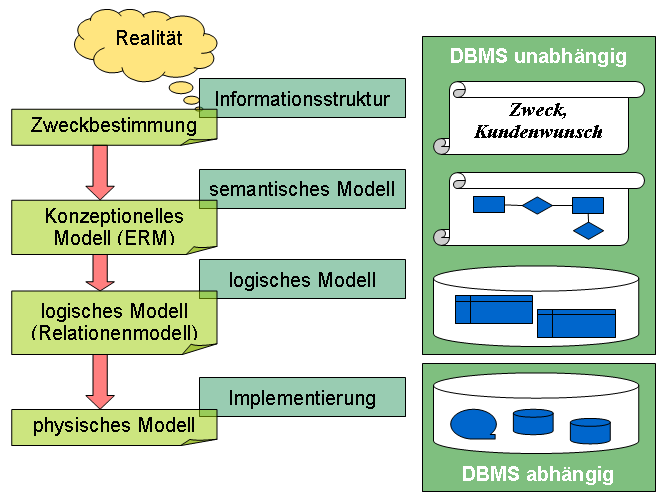 Realität
DBMS unabhängig
Informationsstruktur
Zweck,
Kundenwunsch
Zweckbestimmung
semantisches Modell
Konzeptionelles
Modell (ERM)
logisches Modell
logisches Modell
(Relationenmodell)
Implementierung
physisches Modell
DBMS abhängig